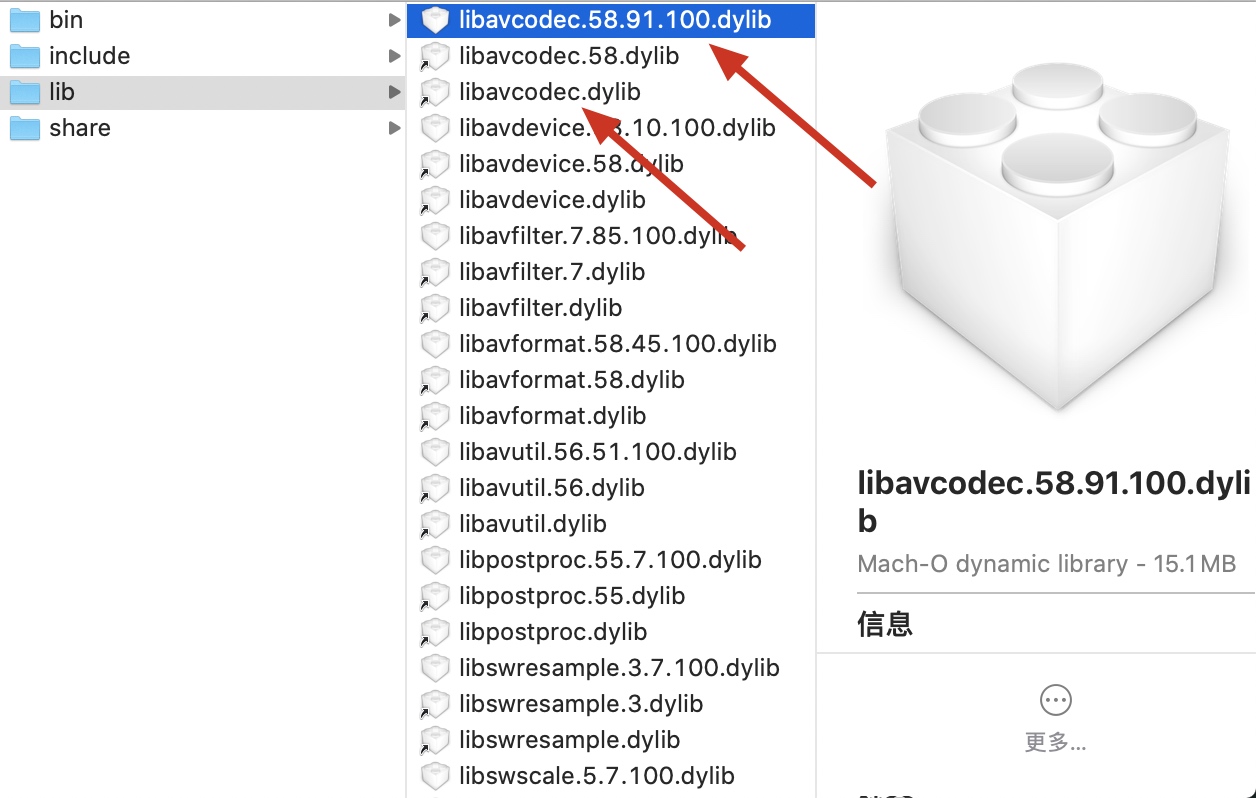 bin
include
lib
share
libavcodec.58.91.100.dylib
libavcodec.58.dylib
libavcodec.dylib
libavdevice.58.10.100.dylib
libavdevice.58.dylib
libavdevice.dylib
libavfilter.7.85.100.dylib
libavfilter.7.dylib
libavfilter.dylib
libavformat.58.45.100.dylib
libavformat.58.dylib
libavformat.dylib
libavutil.56.51.100.dylib
libavutil.56.dylib
libavutil.dylib
libpostproc.55.7.100.dylib
libpostproc.55.dylib
libpostproc.dylib
libswresample.3.7.100.dylib
libswresample.3.dylib
libswresample.dylib
libswscale.5.7.100.dylib
libavcodec.58.91.100.dyli
b
Mach-O dynamic library - 15.1 MB
信息
更多...